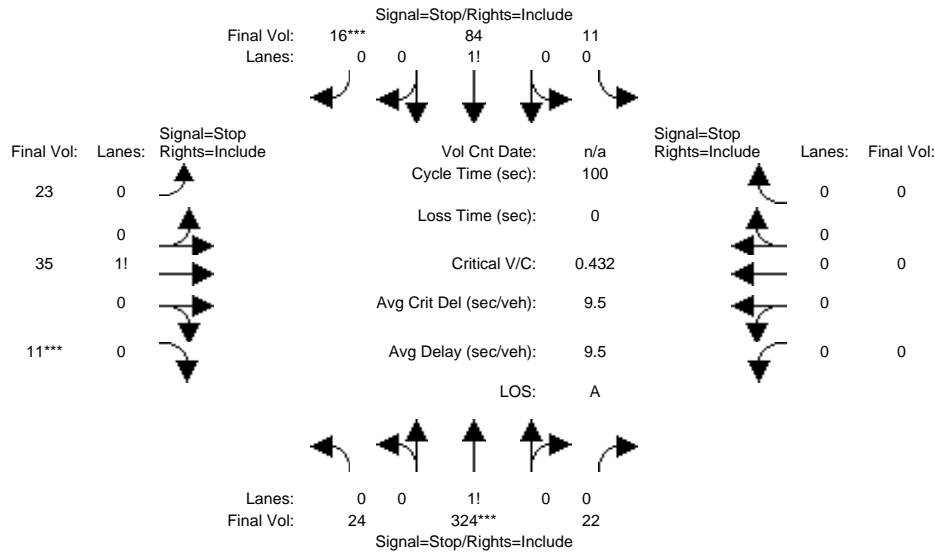 Signal=Stop/Rights=Include
Final Vol: 16*** 84 11
Lanes: 0 0 1! 0 0
Signal=Stop
Final Vol: Lanes: Rights=Include
Vol Cnt Date: n/a
Signal=Stop
Rights=Include Lanes: Final Vol:
Cycle Time (sec): 100
23 0
0 0
Loss Time (sec): 0
0
0
35 1!
Critical V/C: 0.432
0 0
0
Avg Crit Del (sec/veh): 9.5
0
11*** 0
Avg Delay (sec/veh): 9.5
0 0
LOS: A
Lanes: 0 0 1! 0 0
Final Vol: 24 324*** 22
Signal=Stop/Rights=Include